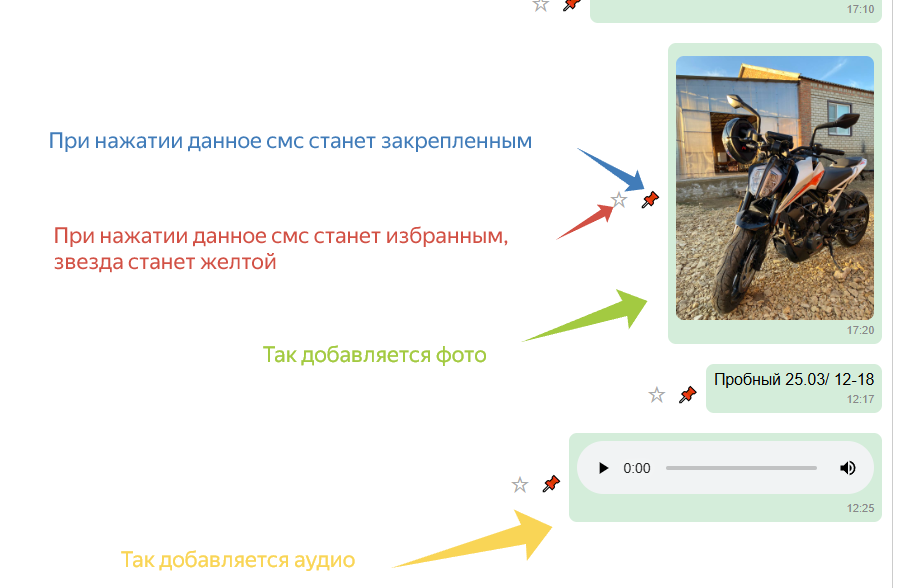 17:10
При нажатии данное смс станет закрепленным
При нажатии данное смс станет избранным,
звезда станет желтой
17:20
Так добавляется фото
Пробный 25.03/ 12-18
12:17
0:00
12:25
Так добавляется аудио